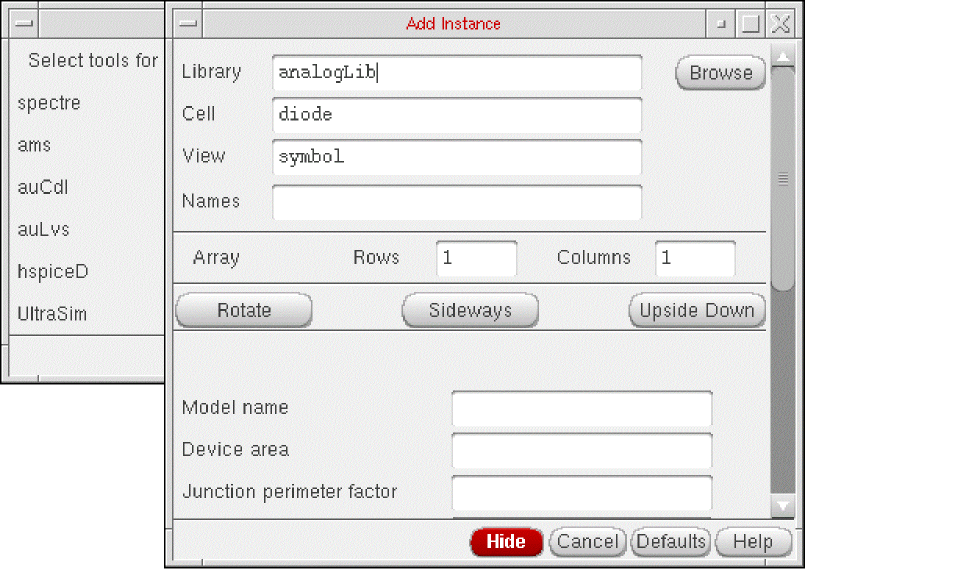 Add Instance
Select tools for
spectre
ams
auCdl
auLvs
hspiceD
UltraSim
Library analogLib Browse
Cell diode
View symbol
Names
Array Rows 1 Columns 1
Rotate Sideways Upside Down
Model name
Device area
Junction perimeter factor
Hide Cancel Defaults Help